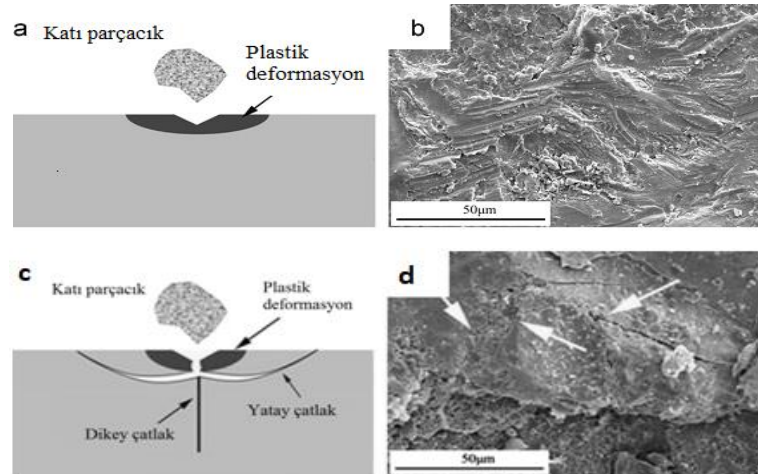 a
Katı parçacık
Plastik
deformasyon
b
50μm
c
Katı parçacık
Plastik
deformasyon
Yatay çatlak
Dikey çatlak
d
50μm